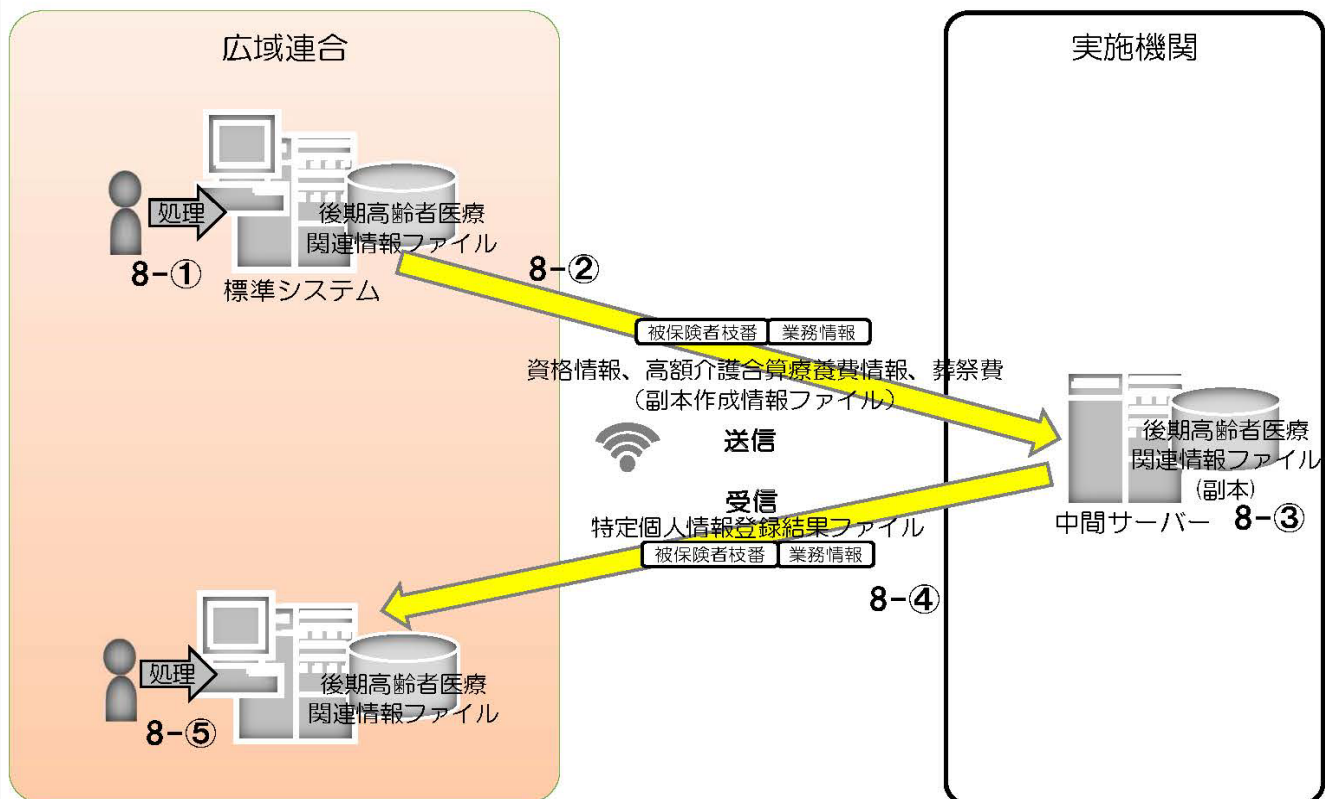 広域連合
実施機関
処理
8-①
後期高齢者医療
関連情報ファイル
標準システム
8-②
被保険者枝番
業務情報
資格情報、高額介護合算療養費情報、葬祭費
(副本作成情報ファイル)
送信
後期高齢者医療
関連情報ファイル
(副本)
中間サーバー
8-③
受信
特定個人情報登録結果ファイル
被保険者枝番
業務情報
8-④
処理
8-⑤
後期高齢者医療
関連情報ファイル